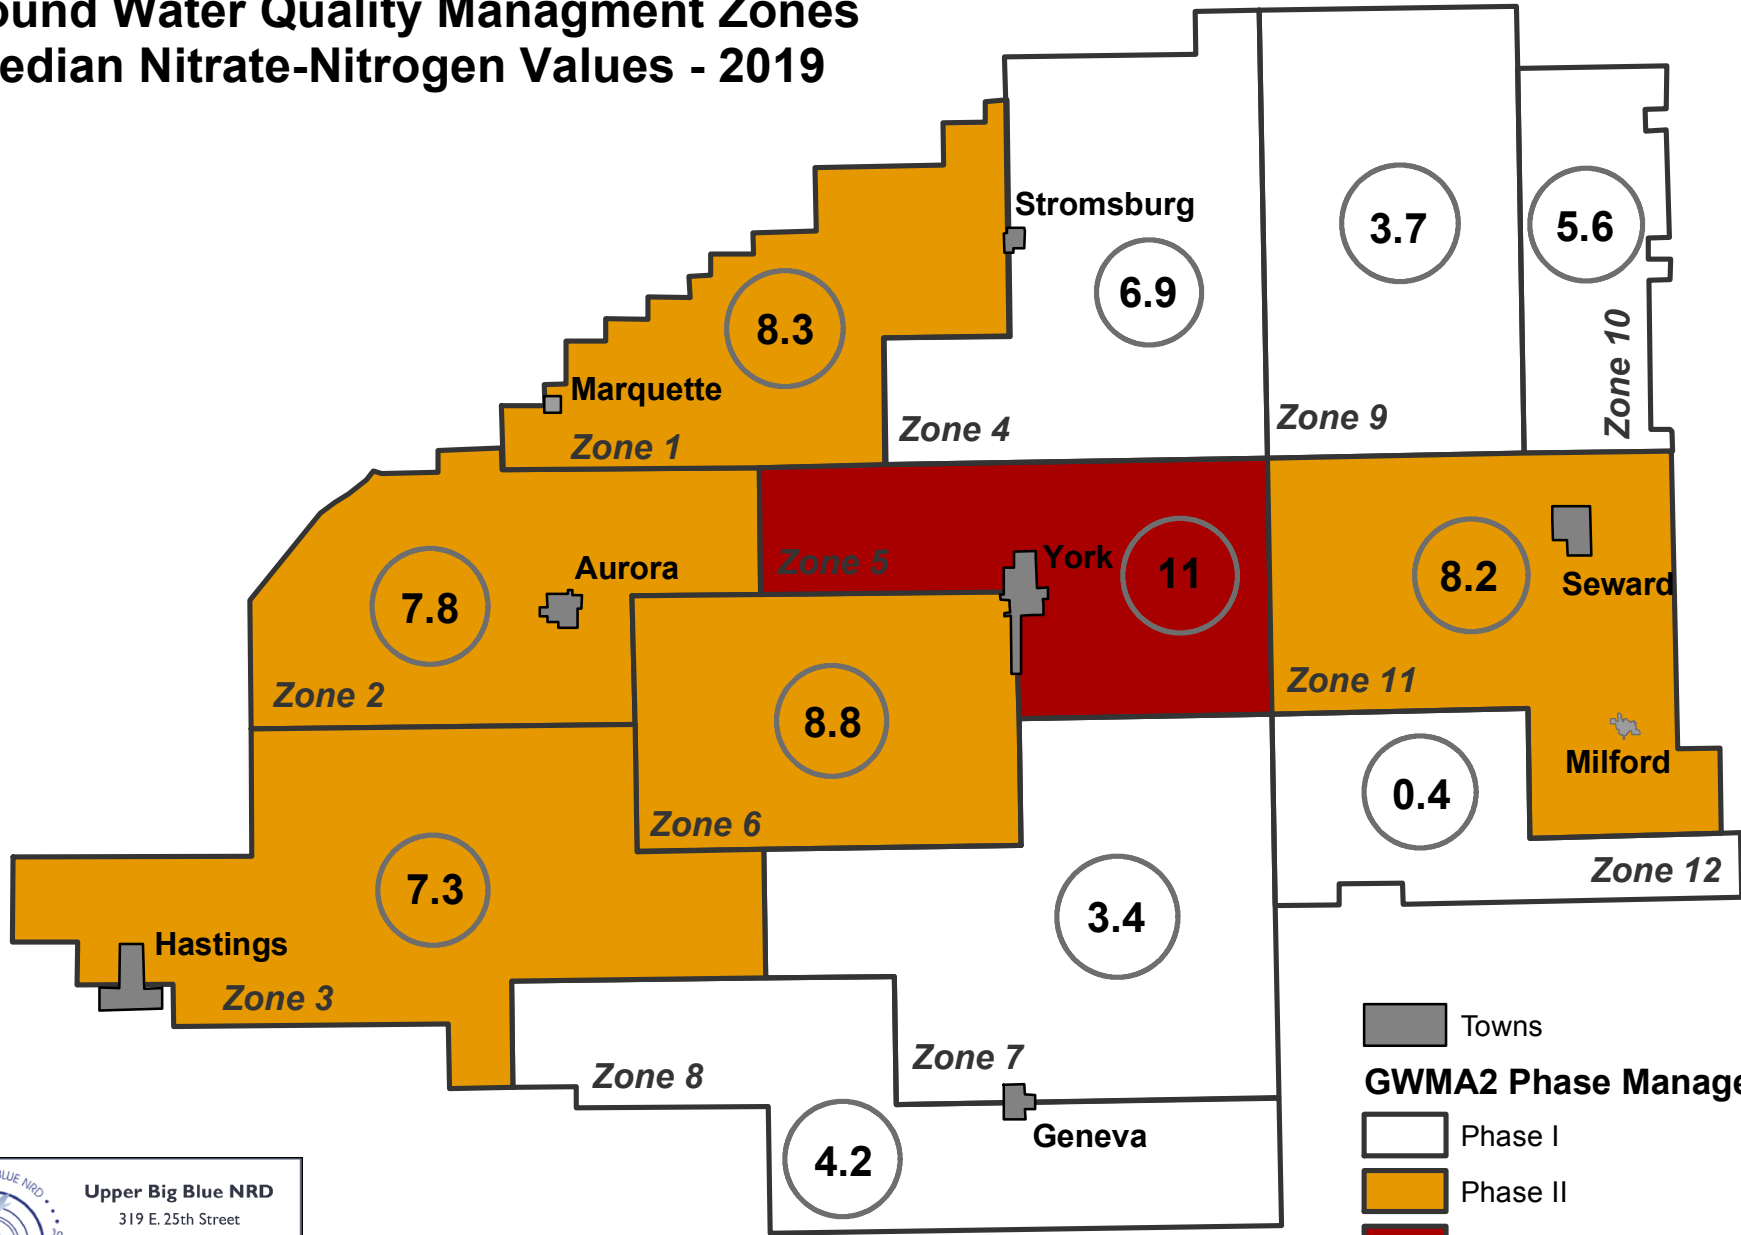 ound Water Quality Managment Zones
edian Nitrate-Nitrogen Values - 2019
Stromsburg
3.7
5.6
6.9
8.3
Zone 10
Marquette
Zone 1
Zone 4
Zone 9
Zone 5
York
11
Aurora
7.8
8.2
Seward
Zone 2
Zone 11
8.8
Milford
Zone 6
0.4
Zone 12
7.3
3.4
Hastings
Zone 3
Zone 8
Zone 7
Geneva
4.2
Towns
GWMA2 Phase Manage
Phase I
Phase II
BLUE NRD
Upper Big Blue NRD
319 E. 25th Street